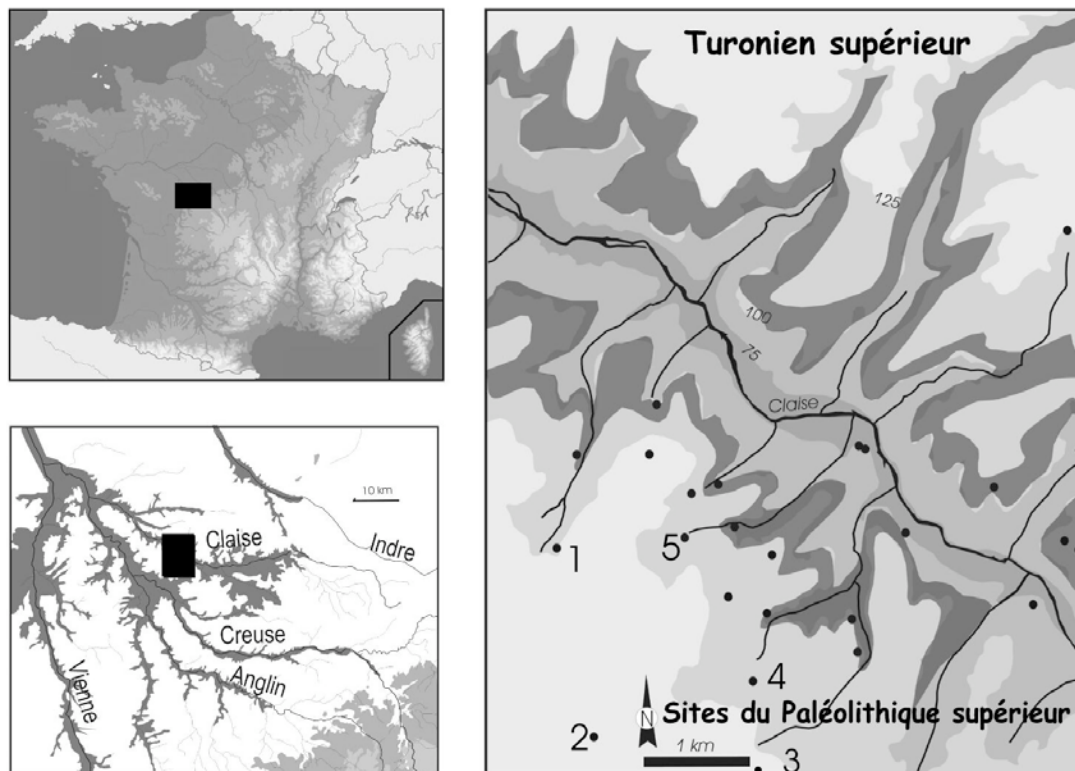 10 km
Claise
Indre
Creuse
Anglin
Vienne
Turonien supérieur
125
100
75
Claise
1
5
4
2
N
Sites du Paléolithique supérieur
1 km
3